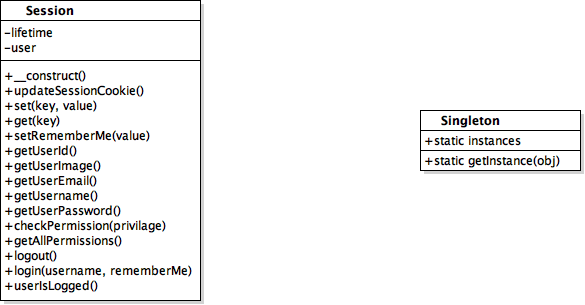 Session
-lifetime
-user
+__construct()
+updateSessionCookie()
+set(key, value)
+get(key)
+setRememberMe(value)
+getUserId()
+getUserImage()
+getUserEmail()
+getUsername()
+getUserPassword()
+checkPermission(privilage)
+getAllPermissions()
+logout()
+login(username, rememberMe)
+userIsLogged()
Singleton
+static instances
+static getInstance(obj)